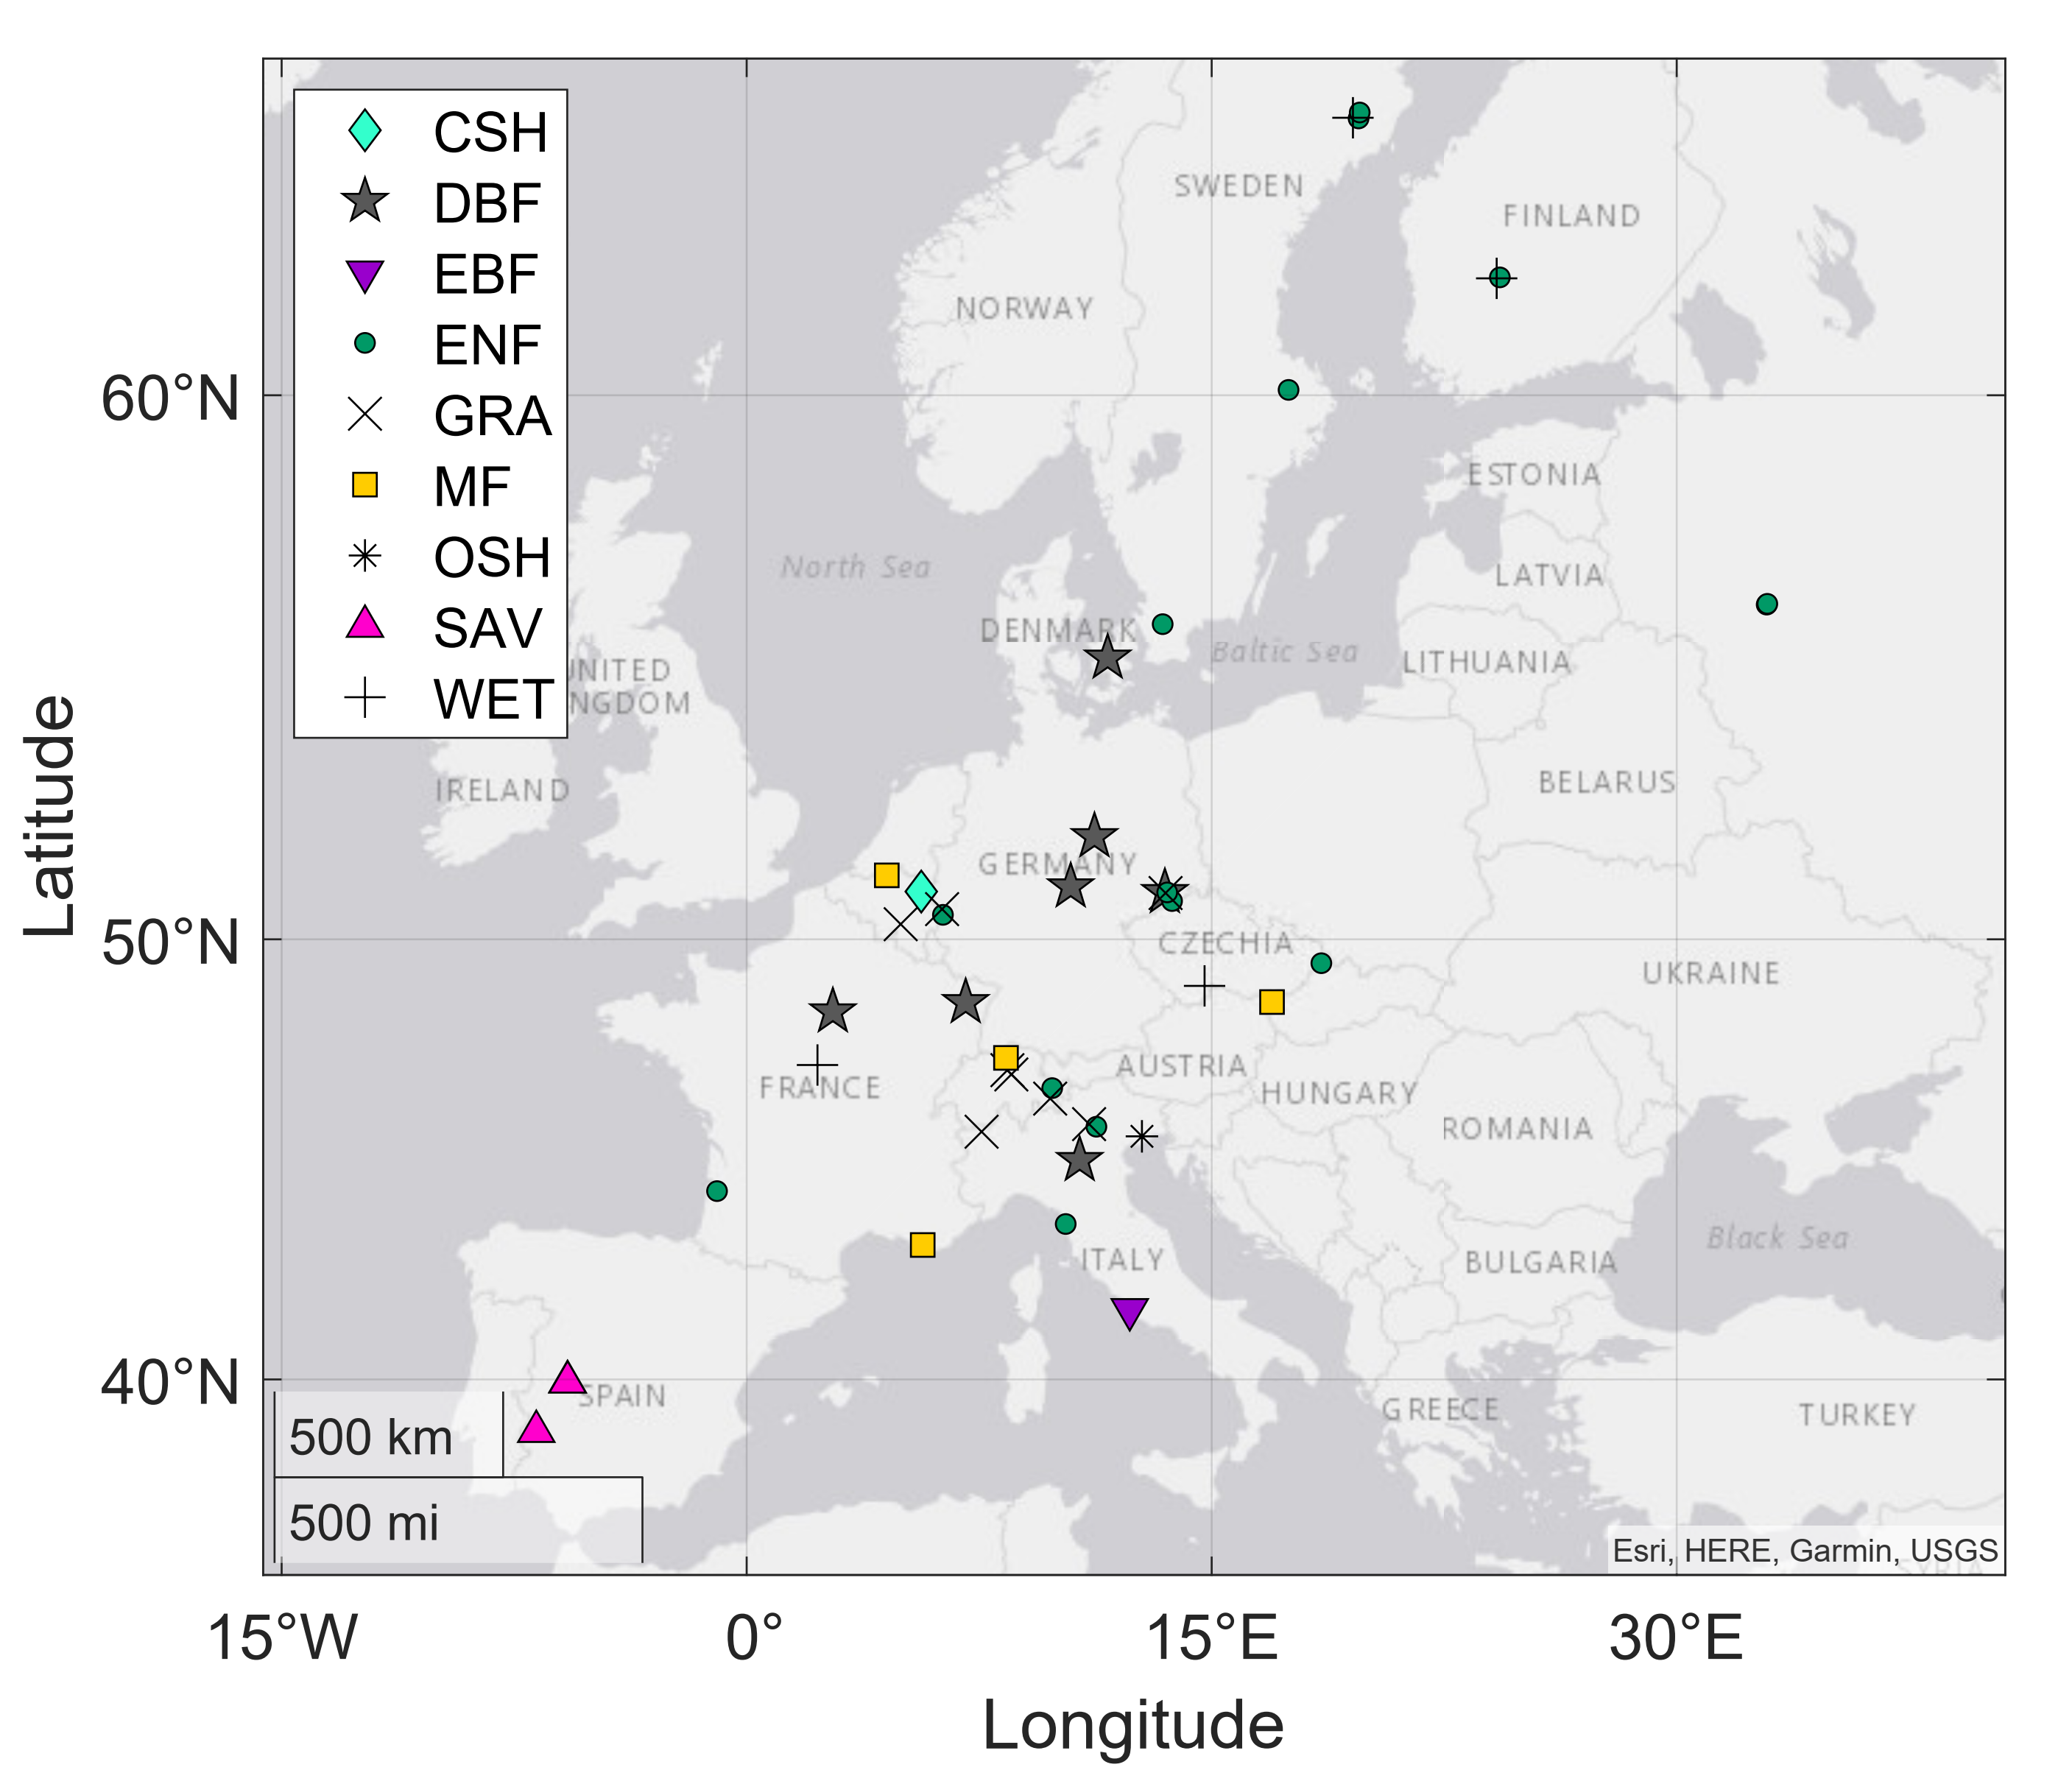 CSH
DBF
EBF
ENF
GRA
MF
OSH
SAV
WET
SWEDEN
FINLAND
NORWAY
ESTONIA
LATVIA
LITHUANIA
North Sea
DENMARK
Baltic Sea
UNITED
NGDOM
IRELAND
BELARUS
GERMANY
CZECHIA
UKRAINE
FRANCE
AUSTRIA
HUNGARY
ROMANIA
ITALY
BULGARIA
Black Sea
SPAIN
GREECE
TURKEY
SYRIA
60°N
50°N
40°N
Latitude
500 km
500 mi
Esri, HERE, Garmin, USGS
15°W
0°
15°E
30°E
Longitude